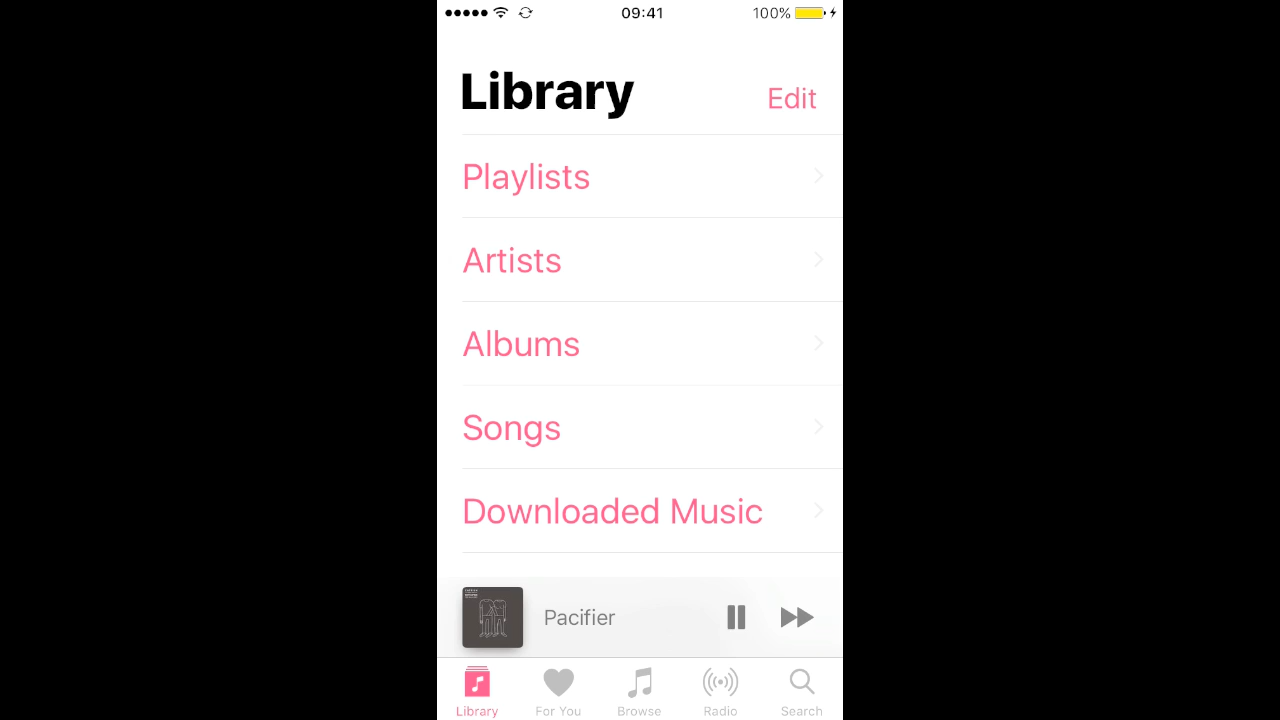 09:41 100%
Library Edit
Playlists
Artists
Albums
Songs
Downloaded Music
Pacifier
Library For You Browse Radio Search